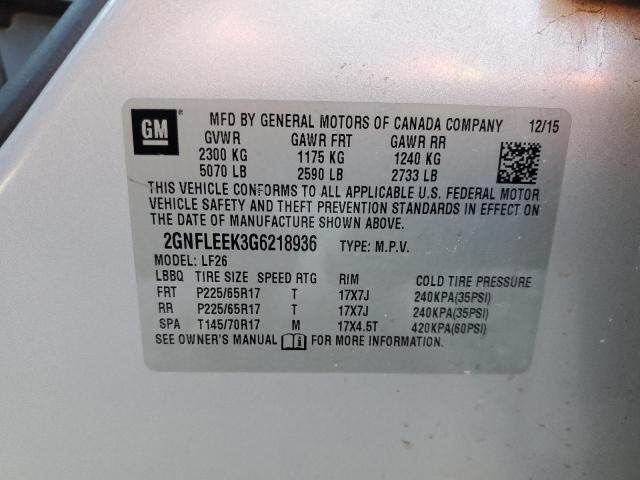 GM
MFD BY GENERAL MOTORS OF CANADA COMPANY 12/15
GVWR GAWR FRT GAWR RR
2300 KG 1175 KG 1240 KG
5070 LB 2590 LB 2733 LB
THIS VEHICLE CONFORMS TO ALL APPLICABLE U.S. FEDERAL MOTOR
VEHICLE SAFETY AND THEFT PREVENTION STANDARDS IN EFFECT ON
THE DATE OF MANUFACTURE SHOWN ABOVE.
2GNFLEEK3G6218936 TYPE: M.P.V.
MODEL: LF26
LBBQ TIRE SIZE SPEED RTG RIM COLD TIRE PRESSURE
FRT P225/65R17 T 17X7J 240KPA(35PSI)
RR P225/65R17 T 17X7J 240KPA(35PSI)
SPA T145/70R17 M 17X4.5T 420KPA(60PSI)
SEE OWNER'S MANUAL FOR MORE INFORMATION.